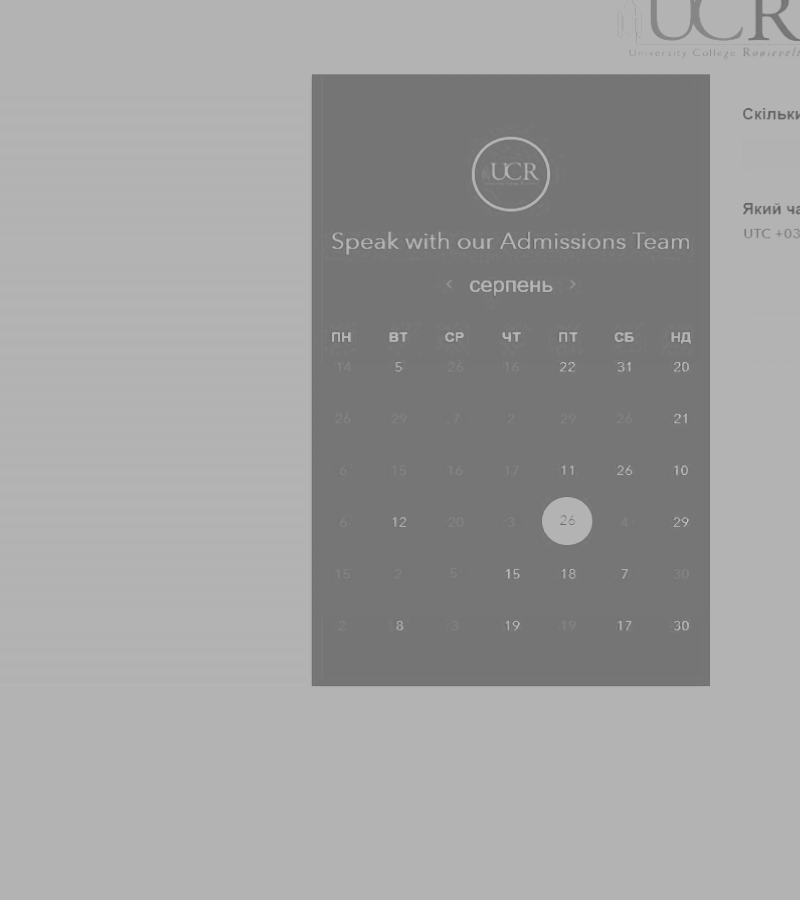 UCR
University College Roosevelt
UCR
Speak with our Admissions Team
< серпень >
ПН ВТ СР ЧТ ПТ СБ НД
14 5 26 16 22 31 20
26 29 7 2 29 26 21
6 15 16 17 11 26 10
6 12 20 3 26 4 29
15 2 5 15 18 7 30
2 8 3 19 19 17 30
Скільки
Який ча
UTC +03